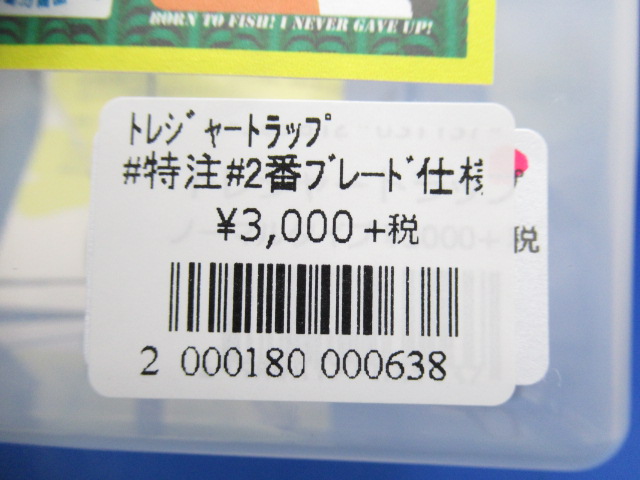 BORN TO FISH! I NEVER GAVE UP!
ﾄﾚｼﾞｬｰﾄﾗｯﾌﾟ
#特注#2番ﾌﾞﾚｰﾄﾞ仕様
¥3,000+税
税
2 000180 000638